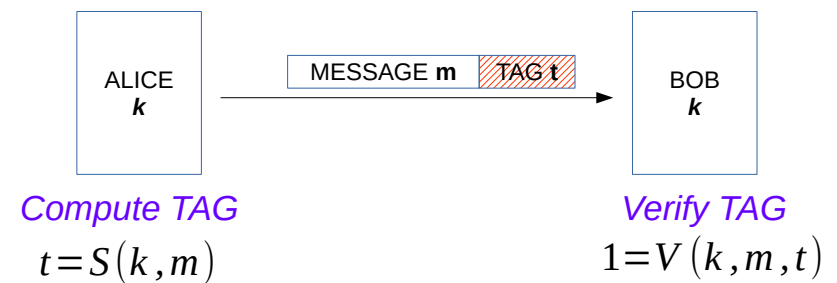 ALICE
k
MESSAGE m
TAG t
BOB
k
Compute TAG
t=S(k,m)
Verify TAG
1=V(k,m,t)